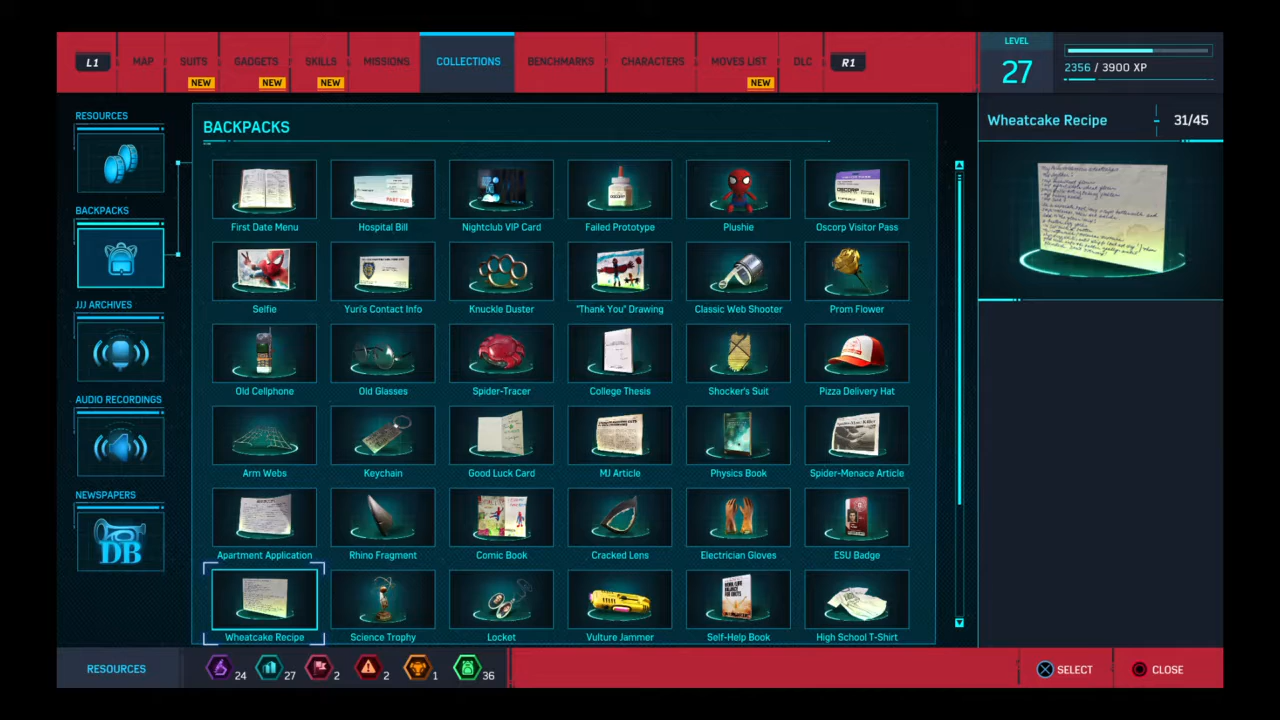 L1
MAP
SUITS
GADGETS
SKILLS
MISSIONS
COLLECTIONS
BENCHMARKS
CHARACTERS
MOVES LIST
DLC
R1
NEW
NEW
NEW
NEW
LEVEL
27
2356 / 3900 XP
RESOURCES
BACKPACKS
JJJ ARCHIVES
AUDIO RECORDINGS
NEWSPAPERS
DB
BACKPACKS
First Date Menu
Hospital Bill
Nightclub VIP Card
Failed Prototype
Plushie
Oscorp Visitor Pass
PAST DUE
OSCORP
Selfie
Yuri's Contact Info
Knuckle Duster
"Thank You" Drawing
Classic Web Shooter
Prom Flower
Old Cellphone
Old Glasses
Spider-Tracer
College Thesis
Shocker's Suit
Pizza Delivery Hat
Arm Webs
Keychain
Good Luck Card
MJ Article
Physics Book
Spider-Menace Article
Apartment Application
Rhino Fragment
Comic Book
Cracked Lens
Electrician Gloves
ESU Badge
Wheatcake Recipe
Science Trophy
Locket
Vulture Jammer
Self-Help Book
High School T-Shirt
Wheatcake Recipe
31/45
RESOURCES
24
27
2
2
1
36
SELECT
CLOSE